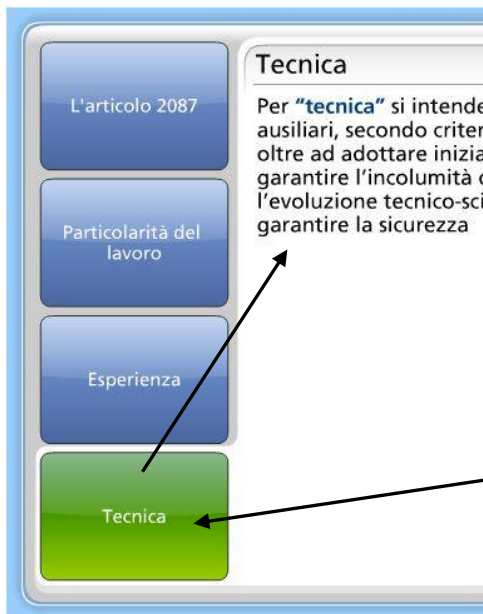 L'articolo 2087
Particolarità del
lavoro
Esperienza
Tecnica
Tecnica
Per “tecnica” si intende
ausiliari, secondo criter
oltre ad adottare inizia
garantire l’incolumità
l’evoluzione tecnico-sci
garantire la sicurezza